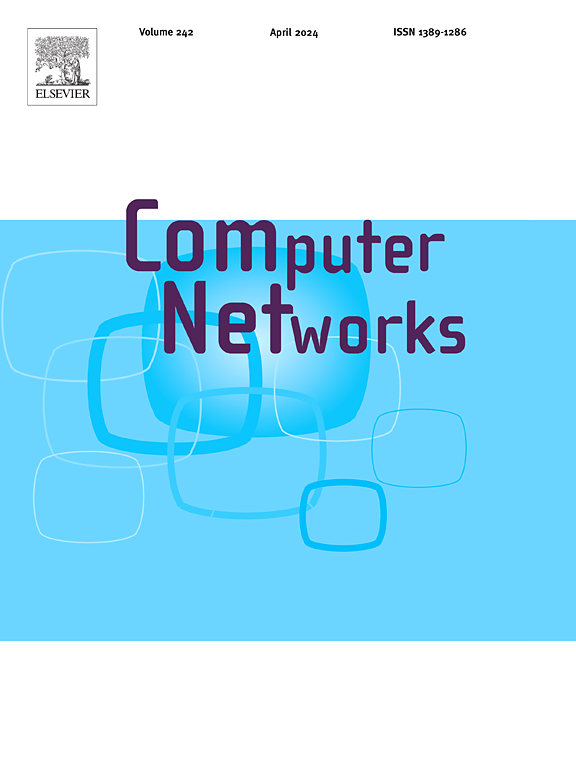 Volume 242 April 2024 ISSN 1389-1286
ELSEVIER
Computer
Networks